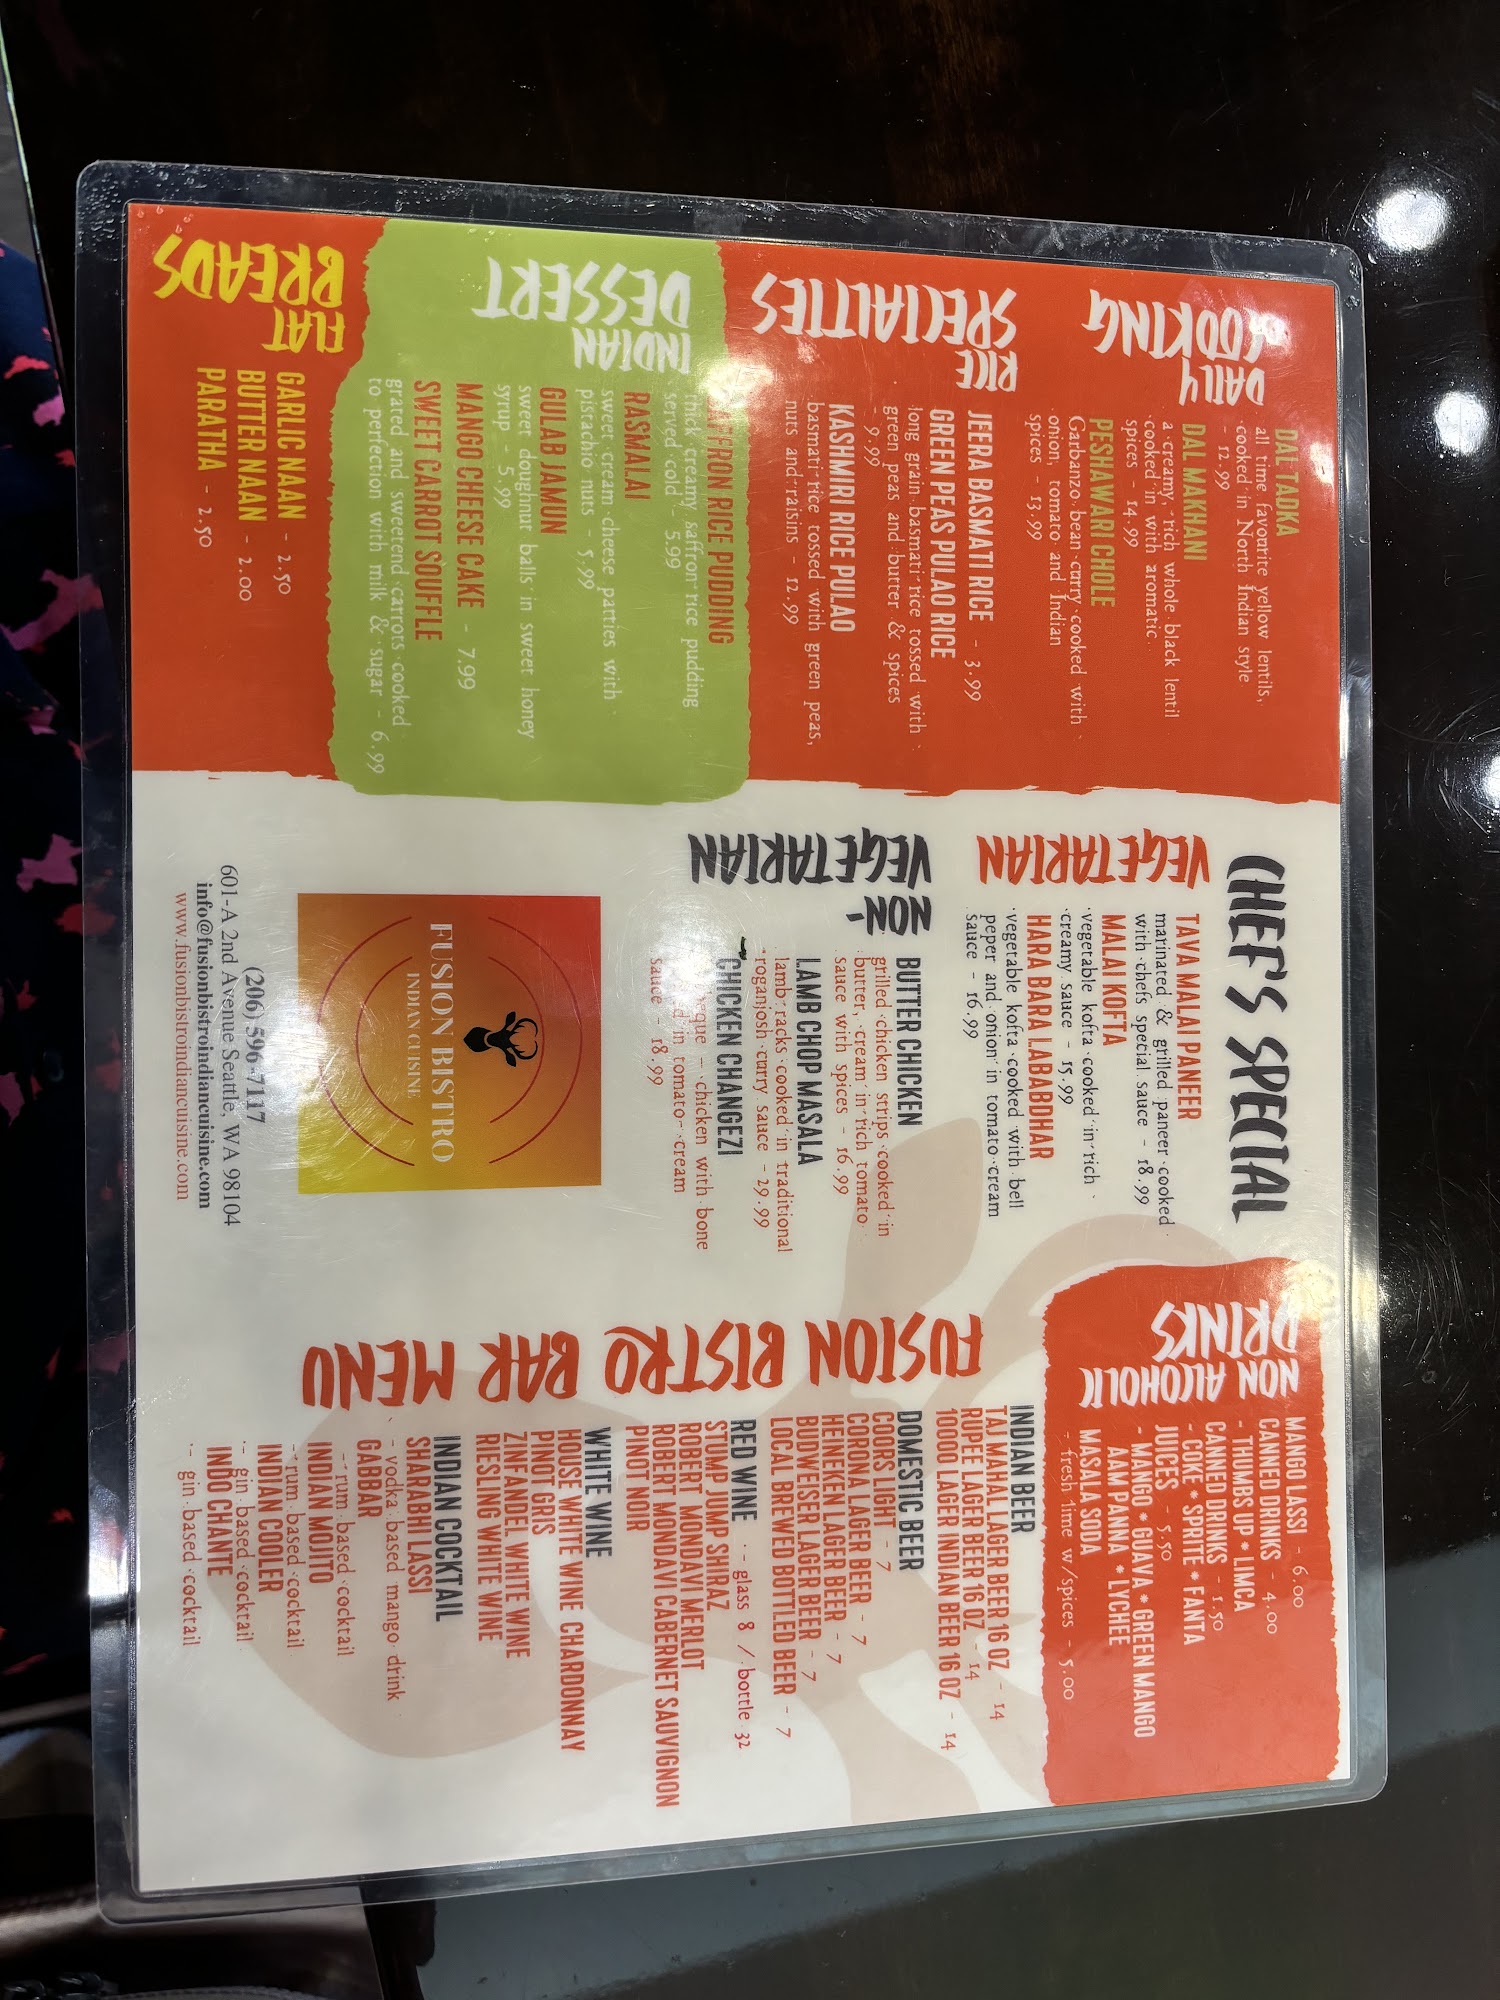 DAILY
COOKING
DAL TADKA
all time favourite yellow lentils,
cooked in North Indian style
- 12.99
DAL MAKHANI
a creamy, rich whole black lentil
cooked in with aromatic
spices - 14.99
PESHAWARI CHOLE
Garbanzo bean curry cooked with
onion, tomato and Indian
spices - 13.99
RICE
SPECIALTIES
JEERA BASMATI RICE - 3.99
GREEN PEAS PULAO RICE
long grain basmati rice tossed with
green peas and butter & spices
- 9.99
KASHMIRI RICE PULAO
basmati rice tossed with green peas,
nuts and raisins - 12.99
INDIAN
DESSERT
SAFFRON RICE PUDDING
thick creamy saffron rice pudding
served cold 5.99
RASMALAI
sweet cream cheese patties with
pistachio nuts - 5.99
GULAB JAMUN
sweet doughnut balls in sweet honey
syrup - 5.99
MANGO CHEESE CAKE - 7.99
SWEET CARROT SOUFFLE
grated and sweetend carrots cooked
to perfection with milk & sugar - 6.99
FLAT
BREADS
GARLIC NAAN - 2.50
BUTTER NAAN - 2.00
PARATHA - 2.50
CHEF'S SPECIAL
VEGETARIAN
TAVA MALAI PANEER
marinated & grilled paneer cooked
with chefs special sauce - 18.99
MALAI KOFTA
vegetable kofta cooked in rich
creamy sauce - 15.99
HARA BARA LABABDHAR
vegetable kofta cooked with bell
peper and onion in tomato cream
sauce - 16.99
NON-
VEGETARIAN
BUTTER CHICKEN
grilled chicken strips cooked in
butter, cream in rich tomato
sauce with spices - 16.99
LAMB CHOP MASALA
lamb racks cooked in traditional
roganjosh curry sauce - 29.99
CHICKEN CHANGEZI
- chicken with bone
in tomato cream
sauce - 18.99
FUSION BISTRO
INDIAN CUISINE
(206) 596-7117
601-A 2nd Avenue Seattle, WA 98104
info@fusionbistroindiancuisine.com
www.fusionbistroindiancuisine.com
NON ALCOHOLIC
DRINKS
MANGO LASSI - 6.00
CANNED DRINKS - 4.00
- THUMBS UP * LIMCA
CANNED DRINKS - 1.50
- COKE * SPRITE * FANTA
JUICES - 5.50
- MANGO * GUAVA * GREEN MANGO
AAM PANNA * LYCHEE
MASALA SODA
- fresh lime w/spices - 5.00
FUSION BISTRO BAR MENU
INDIAN BEER
TAJ MAHAL LAGER BEER 16 OZ - 14
RUPEE LAGER BEER 16 OZ - 14
10000 LAGER INDIAN BEER 16 OZ - 14
DOMESTIC BEER
COORS LIGHT - 7
CORONA LAGER BEER - 7
HEINEKEN LAGER BEER - 7
BUDWEISER LAGER BEER - 7
LOCAL BREWED BOTTLED BEER - 7
RED WINE - glass 8 / bottle 32
STUMP JUMP SHIRAZ
ROBERT MONDAVI MERLOT
ROBERT MONDAVI CABERNET SAUVIGNON
PINOT NOIR
WHITE WINE
HOUSE WHITE WINE CHARDONNAY
PINOT GRIS
ZINFANDEL WHITE WINE
RESLING WHITE WINE
INDIAN COCKTAIL
SHARABHI LASSI
- vodka based mango drink
GABBAR
- rum based cocktail
INDIAN MOJITO
- rum based cocktail
INDIAN COOLER
- gin based cocktail
INDO CHANTE
- gin based cocktail